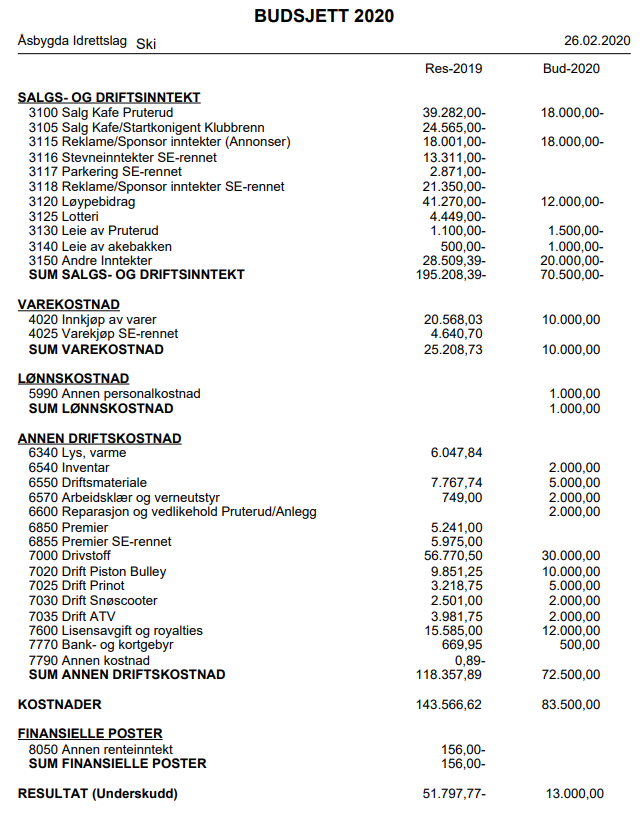 BUDSJETT 2020
Åsbygda Idrettslag Ski 26.02.2020
Res-2019 Bud-2020
SALGS- OG DRIFTSINNTEKT
3100 Salg Kafe Pruterud 39.282,00- 18.000,00-
3105 Salg Kafe/Startkonigent Klubbrenn 24.565,00-
3115 Reklame/Sponsor inntekter (Annonser) 18.001,00- 18.000,00-
3116 Stevneinntekter SE-rennet 13.311,00-
3117 Parkering SE-rennet 2.871,00-
3118 Reklame/Sponsor inntekter SE-rennet 21.350,00-
3120 Løypebidrag 41.270,00- 12.000,00-
3125 Lotteri 4.449,00-
3130 Leie av Pruterud 1.100,00- 1.500,00-
3140 Leie av akebakken 500,00- 1.000,00-
3150 Andre Inntekter 28.509,39- 20.000,00-
SUM SALGS- OG DRIFTSINNTEKT 195.208,39- 70.500,00-
VAREKOSTNAD
4020 Innkjøp av varer 20.568,03 10.000,00
4025 Varekjøp SE-rennet 4.640,70
SUM VAREKOSTNAD 25.208,73 10.000,00
LØNNSKOSTNAD
5990 Annen personalkostnad 1.000,00
SUM LØNNSKOSTNAD 1.000,00
ANNEN DRIFTSKOSTNAD
6340 Lys, varme 6.047,84
6540 Inventar 2.000,00
6550 Driftsmateriale 7.767,74 5.000,00
6570 Arbeidsklær og verneutstyr 749,00 2.000,00
6600 Reparasjon og vedlikehold Pruterud/Anlegg 2.000,00
6850 Premier 5.241,00
6855 Premier SE-rennet 5.975,00
7000 Drivstoff 56.770,50 30.000,00
7020 Drift Piston Bulley 9.851,25 10.000,00
7025 Drift Prinot 3.218,75 5.000,00
7030 Drift Snøscooter 2.501,00 2.000,00
7035 Drift ATV 3.981,75 2.000,00
7600 Lisensavgift og royalties 15.585,00 12.000,00
7770 Bank- og kortgebyr 669,95 500,00
7790 Annen kostnad 0,89-
SUM ANNEN DRIFTSKOSTNAD 118.357,89 72.500,00
KOSTNADER 143.566,62 83.500,00
FINANSIELLE POSTER
8050 Annen renteinntekt 156,00-
SUM FINANSIELLE POSTER 156,00-
RESULTAT (Underskudd) 51.797,77- 13.000,00